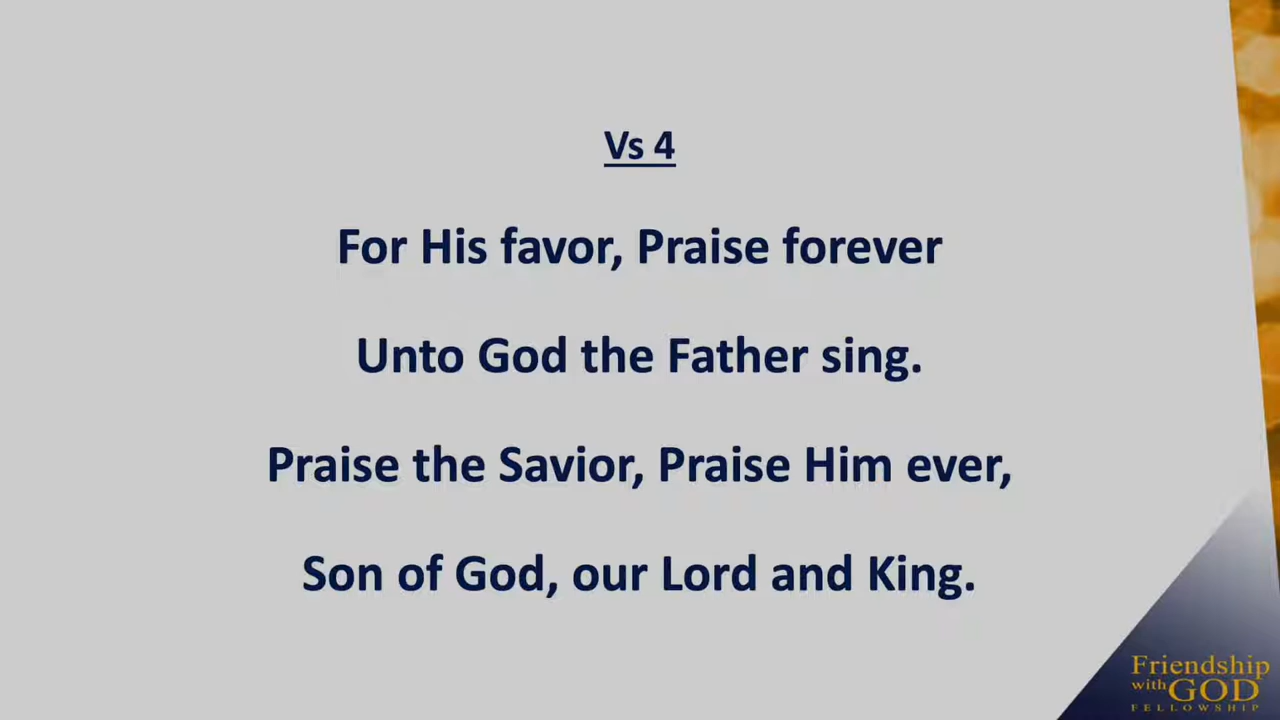 Vs 4
For His favor, Praise forever
Unto God the Father sing.
Praise the Savior, Praise Him ever,
Son of God, our Lord and King.
Friendship
with GOD
FELLOWSHIP